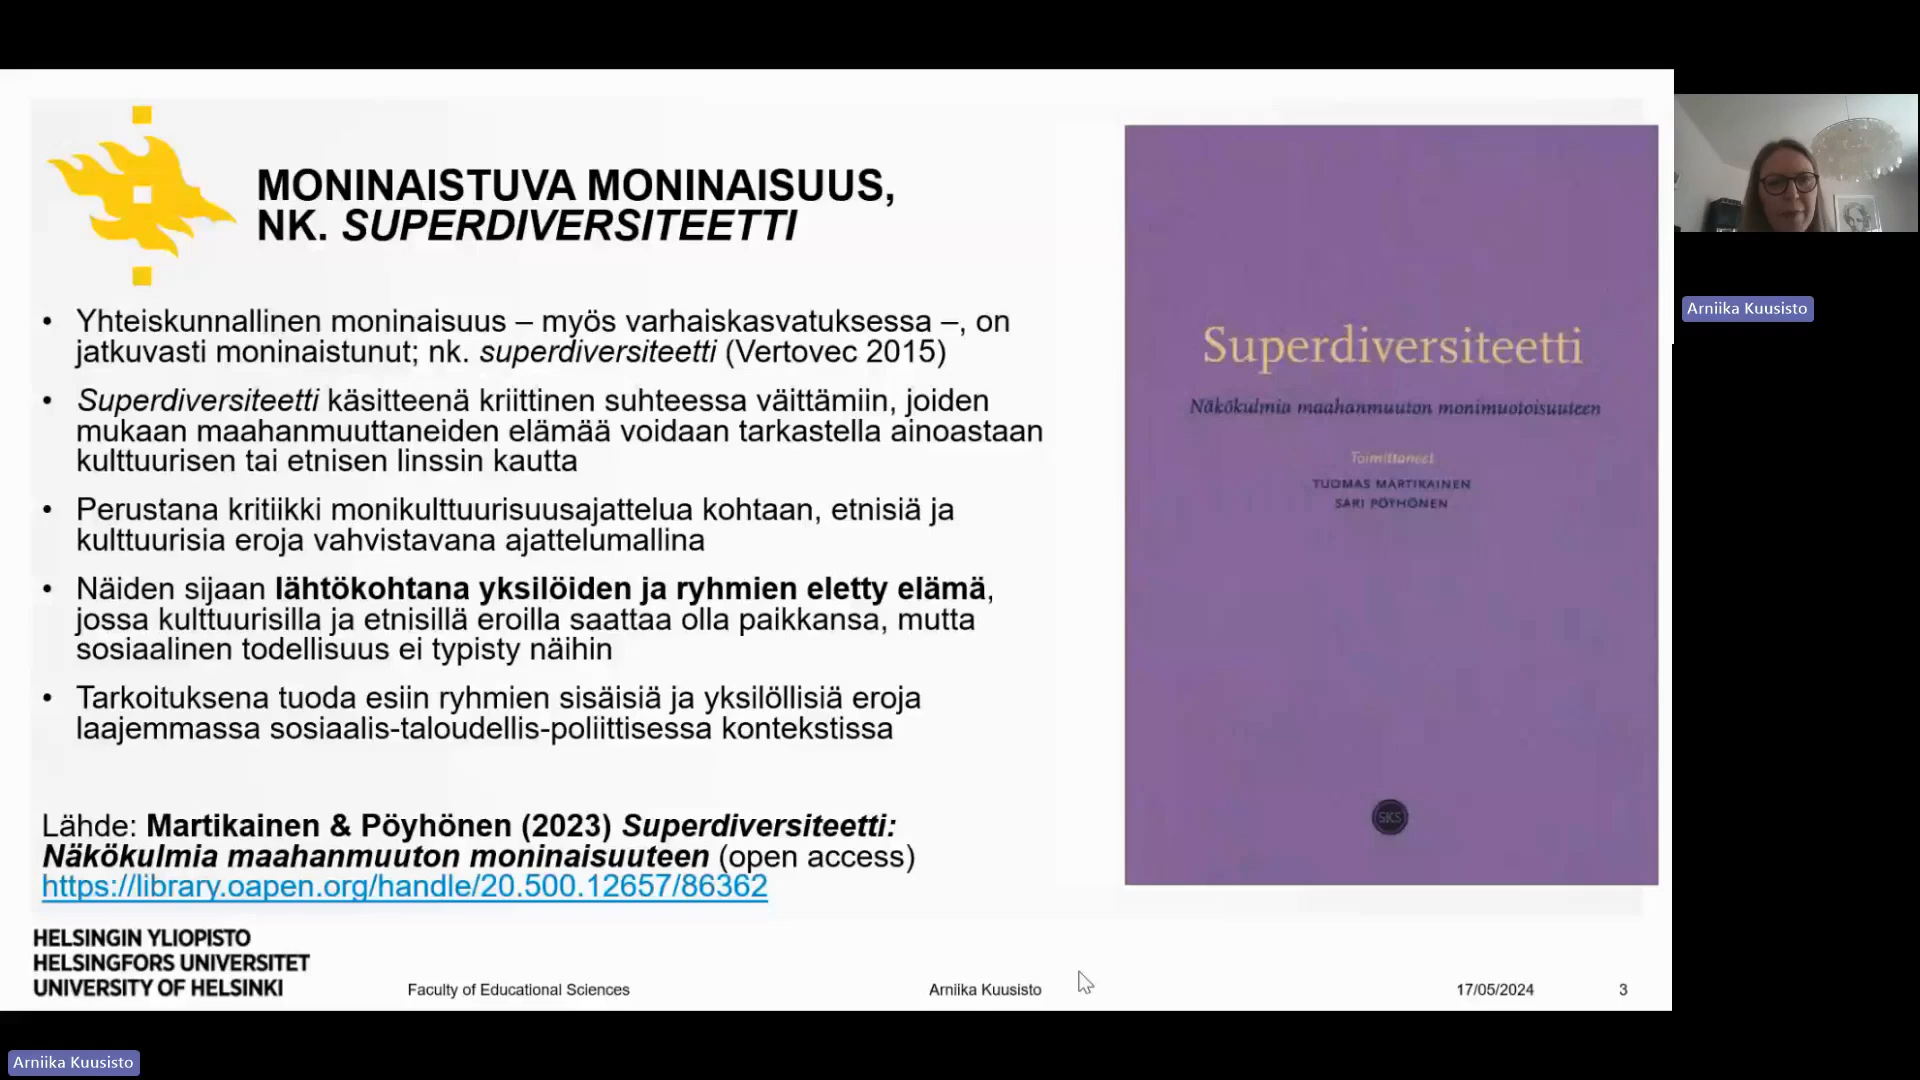 MONINAISTUVA MONINAISUUS,
NK. SUPERDIVERSITEETTI
• Yhteiskunnallinen moninaisuus – myös varhaiskasvatuksessa –, on
jatkuvasti moninaistunut; nk. superdiversiteetti (Vertovec 2015)
• Superdiversiteetti käsitteenä kriittinen suhteessa väittämiin, joiden
mukaan maahanmuuttaneiden elämää voidaan tarkastella ainoastaan
kulttuurisen tai etnisen linssin kautta
• Perustana kritiikki monikulttuurisuusajattelua kohtaan, etnisiä ja
kulttuurisia eroja vahvistavana ajattelumallina
• Näiden sijaan lähtökohtana yksilöiden ja ryhmien eletty elämä,
jossa kulttuurisilla ja etnisillä eroilla saattaa olla paikkansa, mutta
sosiaalinen todellisuus ei typisty näihin
• Tarkoituksena tuoda esiin ryhmien sisäisiä ja yksilöllisiä eroja
laajemmassa sosiaalis-taloudellis-poliittisessa kontekstissa
Lähde: Martikainen & Pöyhönen (2023) Superdiversiteetti:
Näkökulmia maahanmuuton moninaisuuteen (open access)
https://library.oapen.org/handle/20.500.12657/86362
Superdiversiteetti
Näkökulmia maahanmuuton monimuotoisuuteen
Toimittaneet
TUOMAS MARTIKAINEN
SARI PÖYHÖNEN
SKS
HELSINGIN YLIOPISTO
HELSINGFORS UNIVERSITET
UNIVERSITY OF HELSINKI
Faculty of Educational Sciences
Arniika Kuusisto
17/05/2024
3
Arniika Kuusisto
Arniika Kuusisto